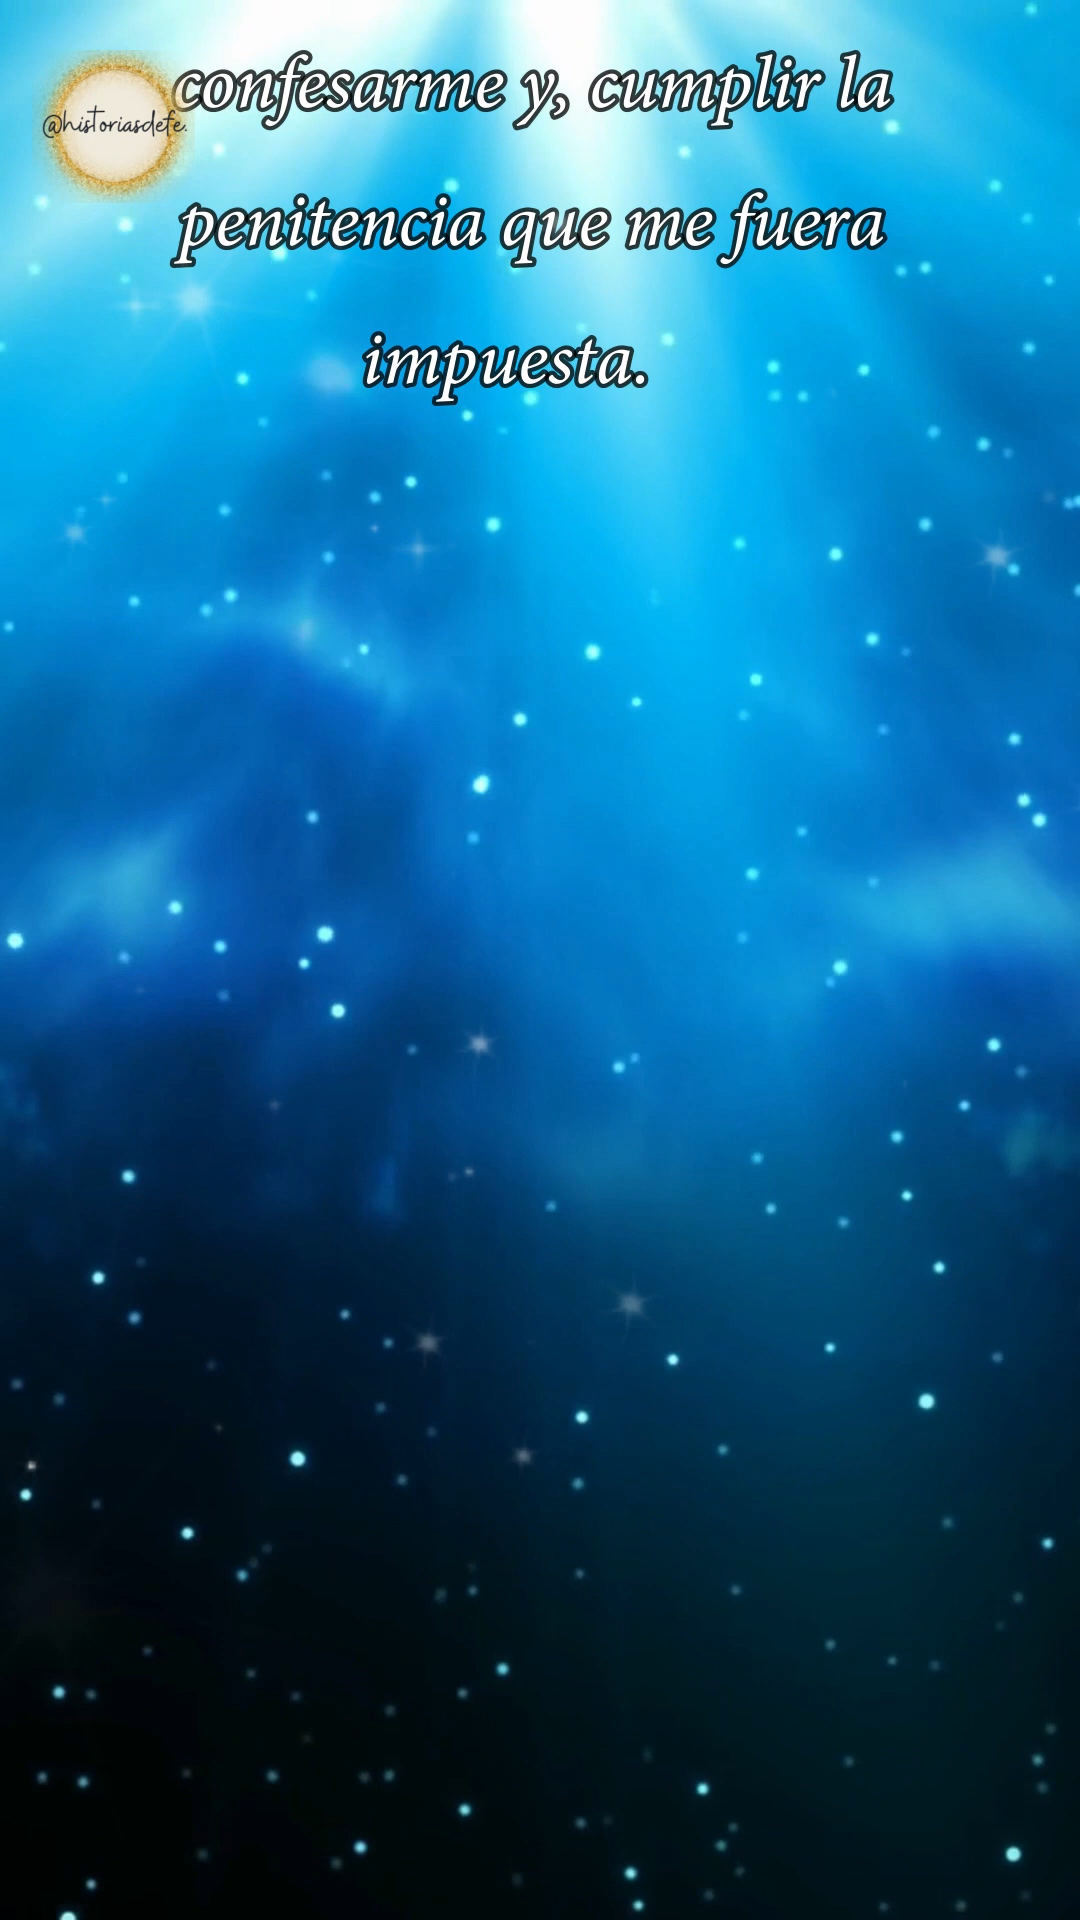 confesarme y, cumplir la
@historiasdefe.
penitencia que me fuera
impuesta.